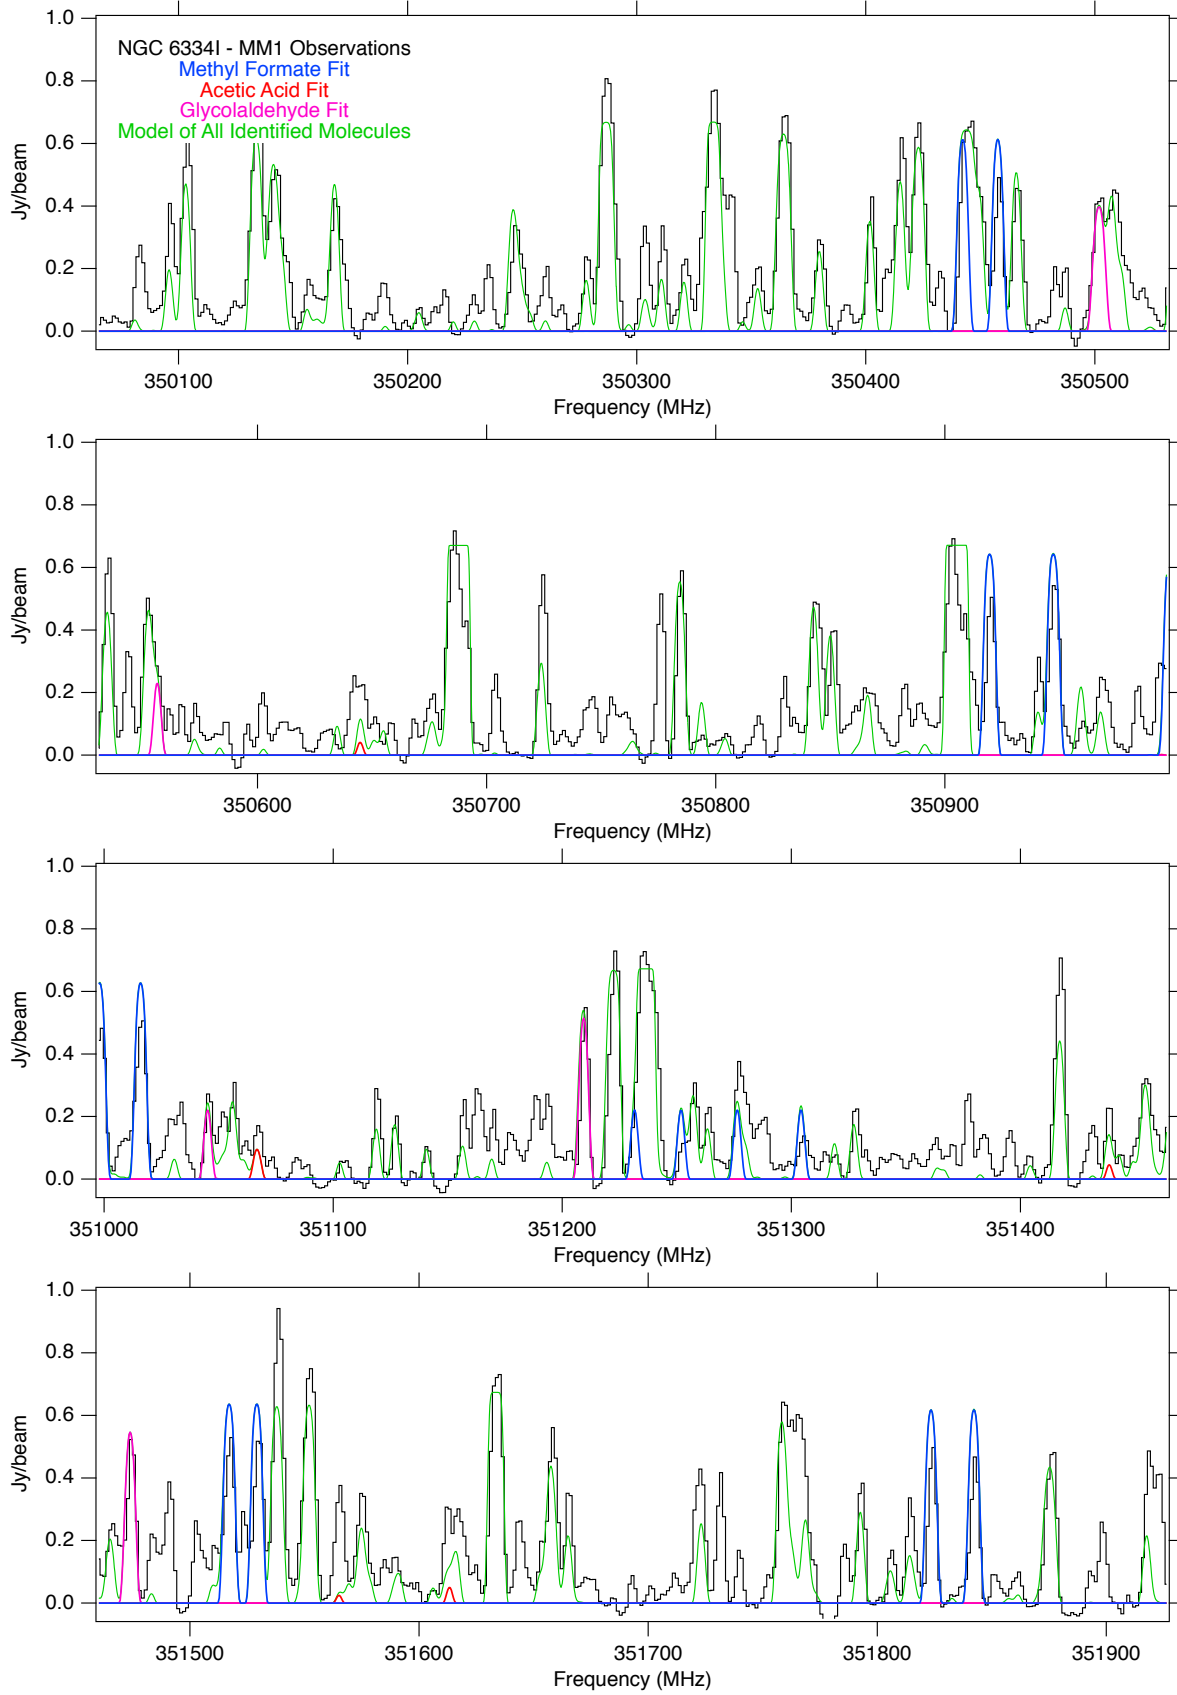 1.0
0.8
0.6
0.4
0.2
0.0
Jy/beam
NGC 6334I - MM1 Observations
Methyl Formate Fit
Acetic Acid Fit
Glycolaldehyde Fit
Model of All Identified Molecules
350100 350200 350300 350400 350500
Frequency (MHz)
1.0
0.8
0.6
0.4
0.2
0.0
Jy/beam
350600 350700 350800 350900
Frequency (MHz)
1.0
0.8
0.6
0.4
0.2
0.0
Jy/beam
351000 351100 351200 351300 351400
Frequency (MHz)
1.0
0.8
0.6
0.4
0.2
0.0
Jy/beam
351500 351600 351700 351800 351900
Frequency (MHz)